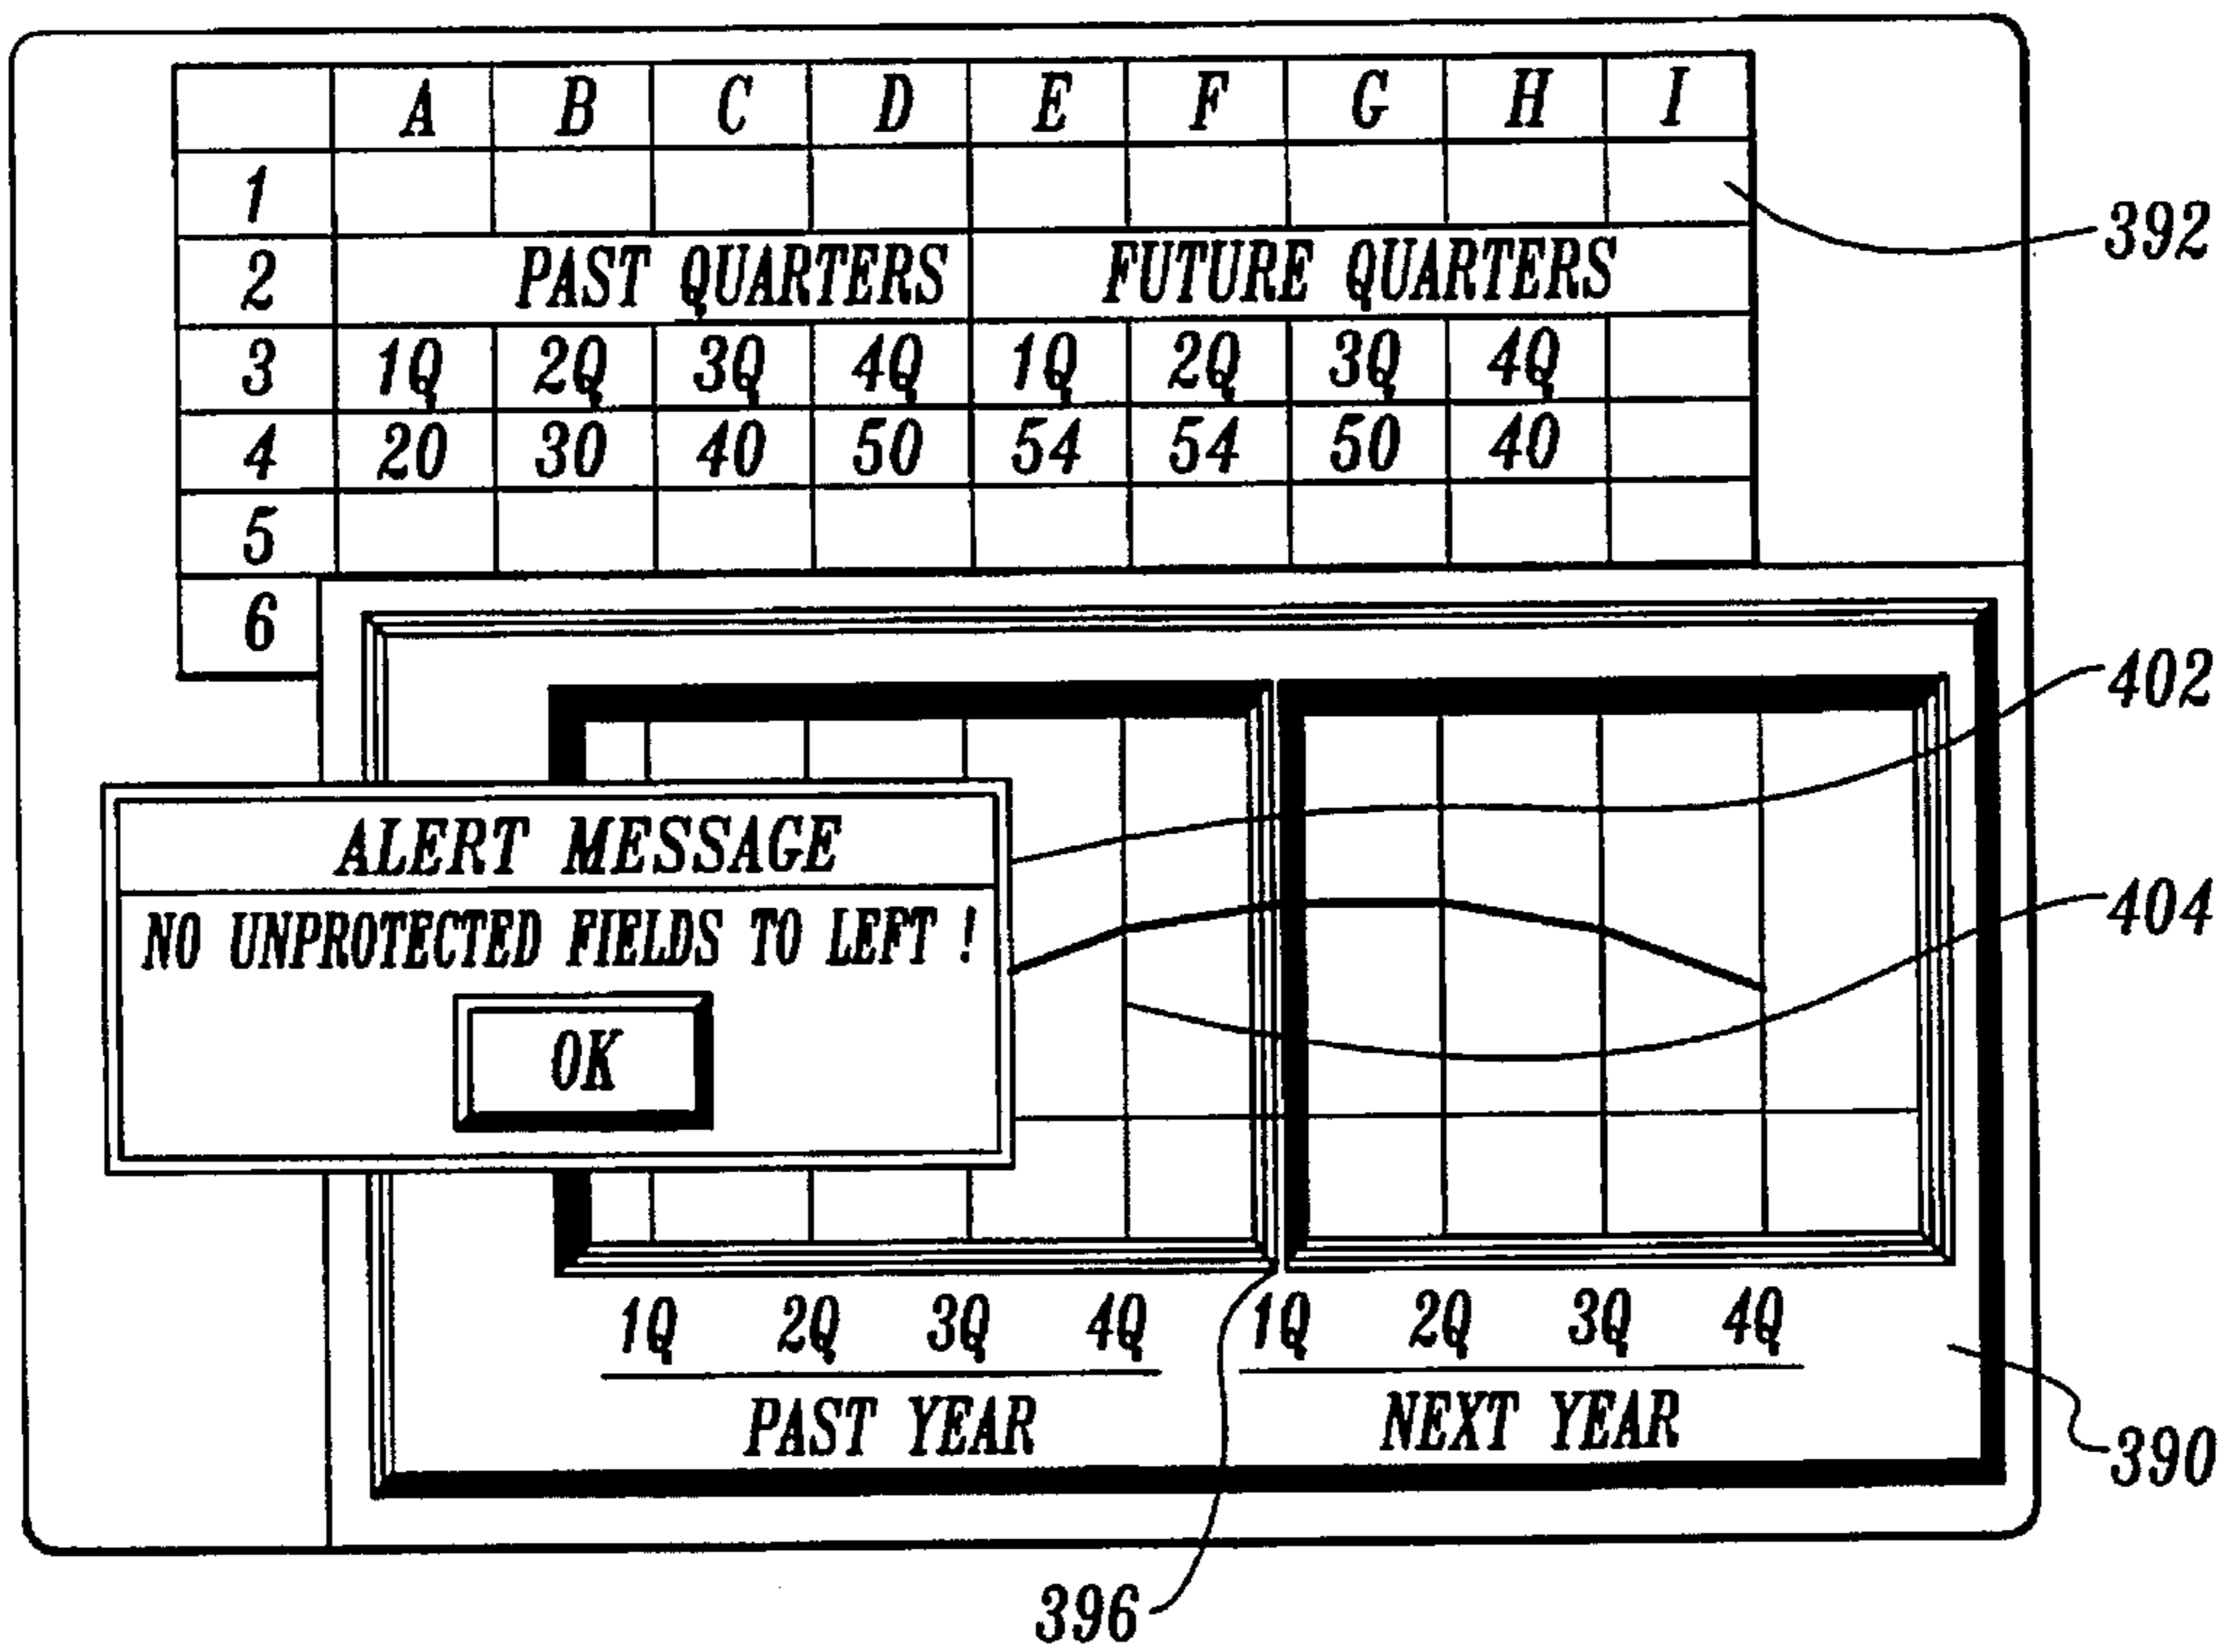 A B C D E F G H I
1
2 PAST QUARTERS FUTURE QUARTERS
3 1Q 2Q 3Q 4Q 1Q 2Q 3Q 4Q
4 20 30 40 50 54 54 50 40
5
6
392
402
404
ALERT MESSAGE
NO UNPROTECTED FIELDS TO LEFT !
OK
1Q 2Q 3Q 4Q 1Q 2Q 3Q 4Q
PAST YEAR NEXT YEAR
390
396